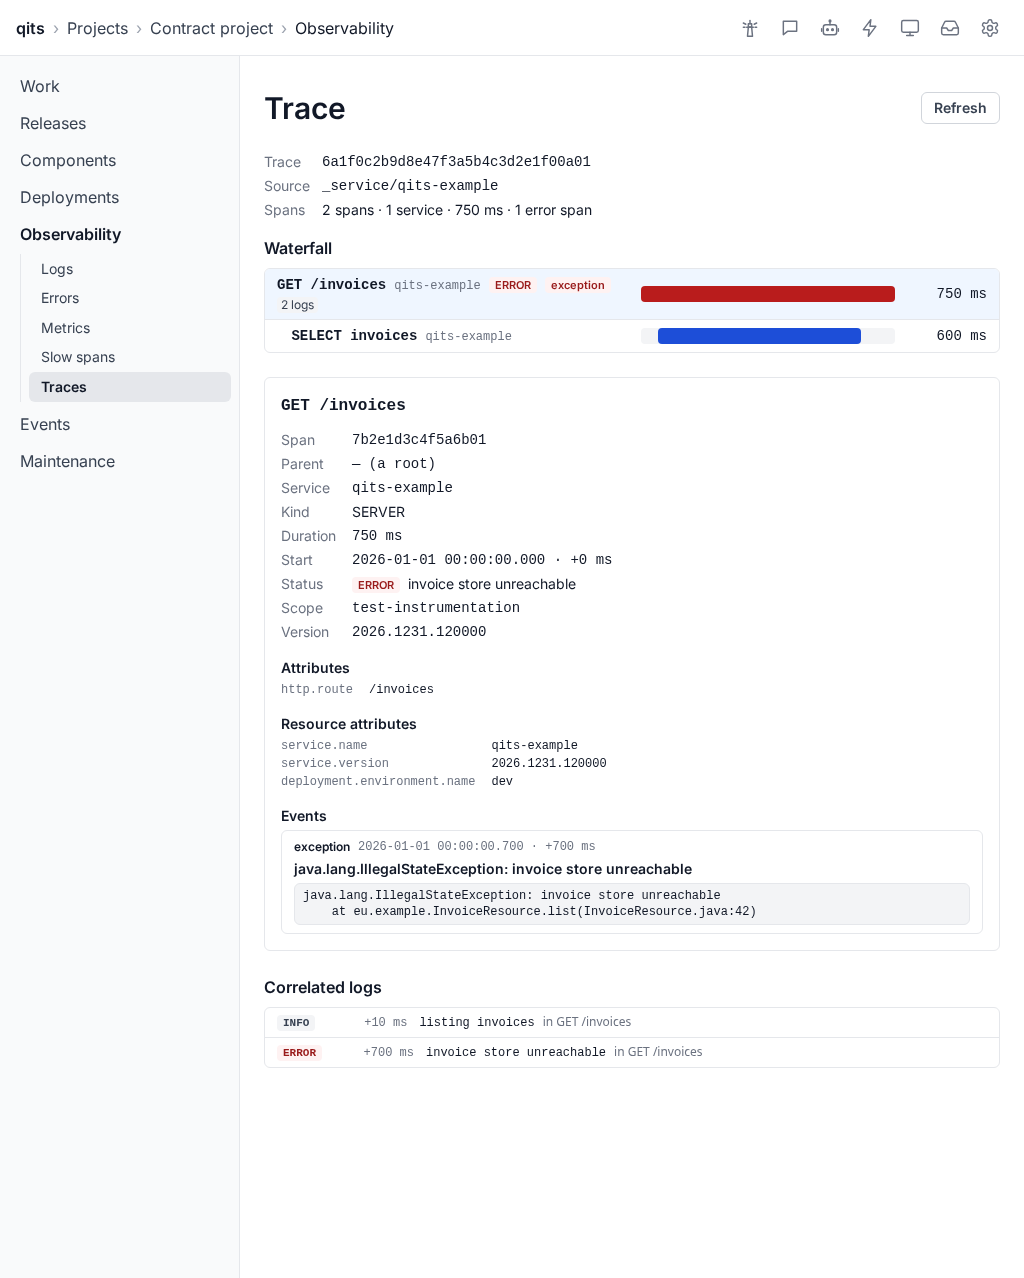 qits › Projects › Contract project › Observability
Work
Releases
Components
Deployments
Observability
Logs
Errors
Metrics
Slow spans
Traces
Events
Maintenance
Trace
Refresh
Trace 6a1f0c2b9d8e47f3a5b4c3d2e1f00a01
Source _service/qits-example
Spans 2 spans · 1 service · 750 ms · 1 error span
Waterfall
GET /invoices qits-example ERROR exception
2 logs
750 ms
SELECT invoices qits-example 600 ms
GET /invoices
Span 7b2e1d3c4f5a6b01
Parent — (a root)
Service qits-example
Kind SERVER
Duration 750 ms
Start 2026-01-01 00:00:00.000 · +0 ms
Status ERROR invoice store unreachable
Scope test-instrumentation
Version 2026.1231.120000
Attributes
http.route /invoices
Resource attributes
service.name qits-example
service.version 2026.1231.120000
deployment.environment.name dev
Events
exception 2026-01-01 00:00:00.700 · +700 ms
java.lang.IllegalStateException: invoice store unreachable
java.lang.IllegalStateException: invoice store unreachable
at eu.example.InvoiceResource.list(InvoiceResource.java:42)
Correlated logs
INFO +10 ms listing invoices in GET /invoices
ERROR +700 ms invoice store unreachable in GET /invoices